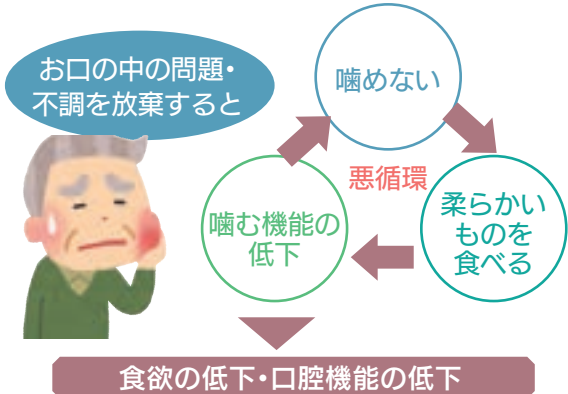 お口の中の問題・
不調を放棄すると
噛めない
悪循環
柔らかい
ものを
食べる
噛む機能の
低下
食欲の低下・口腔機能の低下